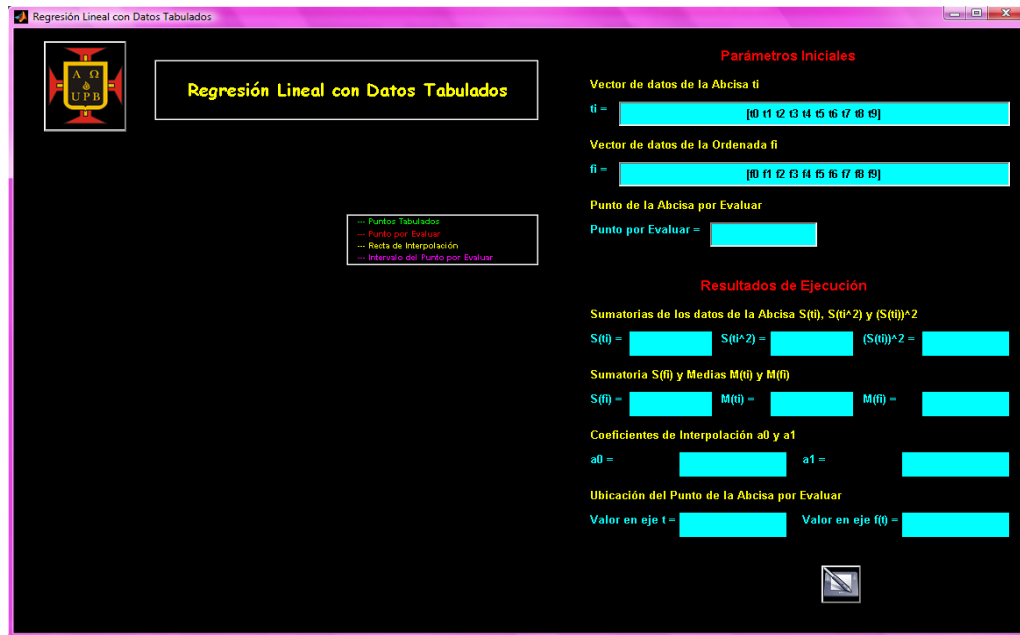 Regresión Lineal con Datos Tabulados
Α Ω
UPB
Regresión Lineal con Datos Tabulados
--- Puntos Tabulados
--- Punto por Evaluar
--- Recta de Interpolación
--- Intervalo del Punto por Evaluar
Parámetros Iniciales
Vector de datos de la Abcisa ti
ti = [t0 t1 t2 t3 t4 t5 t6 t7 t8 t9]
Vector de datos de la Ordenada fi
fi = [f0 f1 f2 f3 f4 f5 f6 f7 f8 f9]
Punto de la Abcisa por Evaluar
Punto por Evaluar =
Resultados de Ejecución
Sumatorias de los datos de la Abcisa S(ti), S(ti^2) y (S(ti))^2
S(ti) = S(ti^2) = (S(ti))^2 =
Sumatoria S(fi) y Medias M(ti) y M(fi)
S(fi) = M(ti) = M(fi) =
Coeficientes de Interpolación a0 y a1
a0 = a1 =
Ubicación del Punto de la Abcisa por Evaluar
Valor en eje t = Valor en eje f(t) =